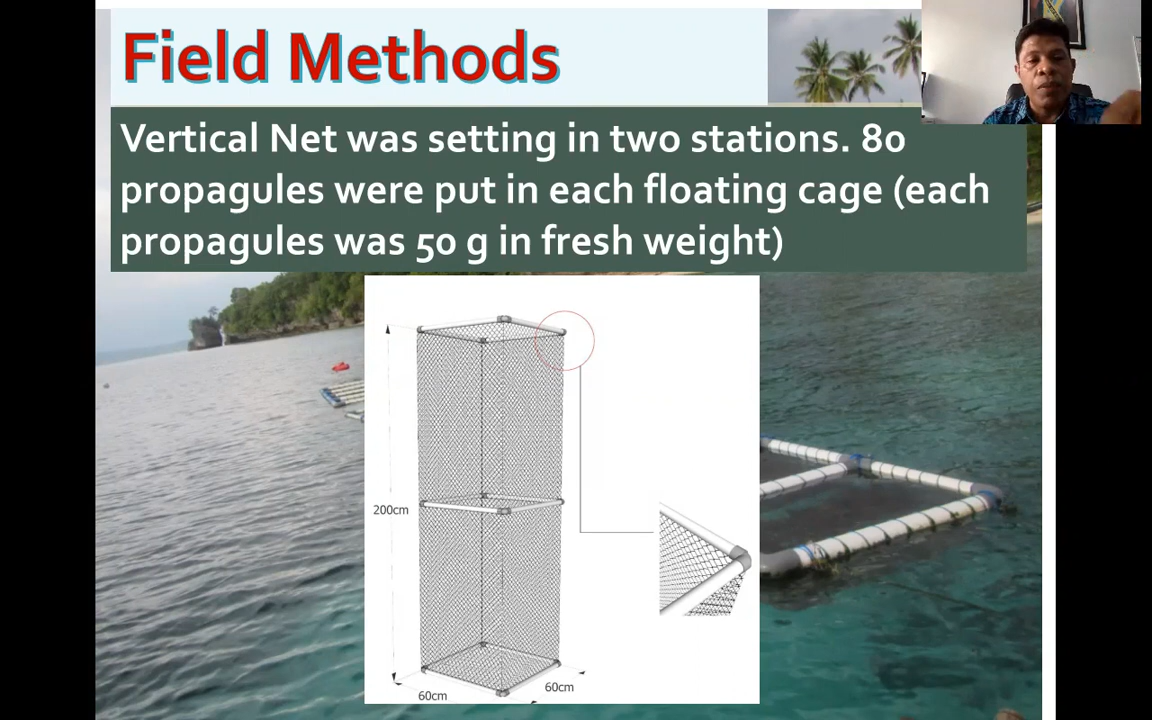 Field Methods
Vertical Net was setting in two stations. 80
propagules were put in each floating cage (each
propagules was 50 g in fresh weight)
200cm
60cm
60cm